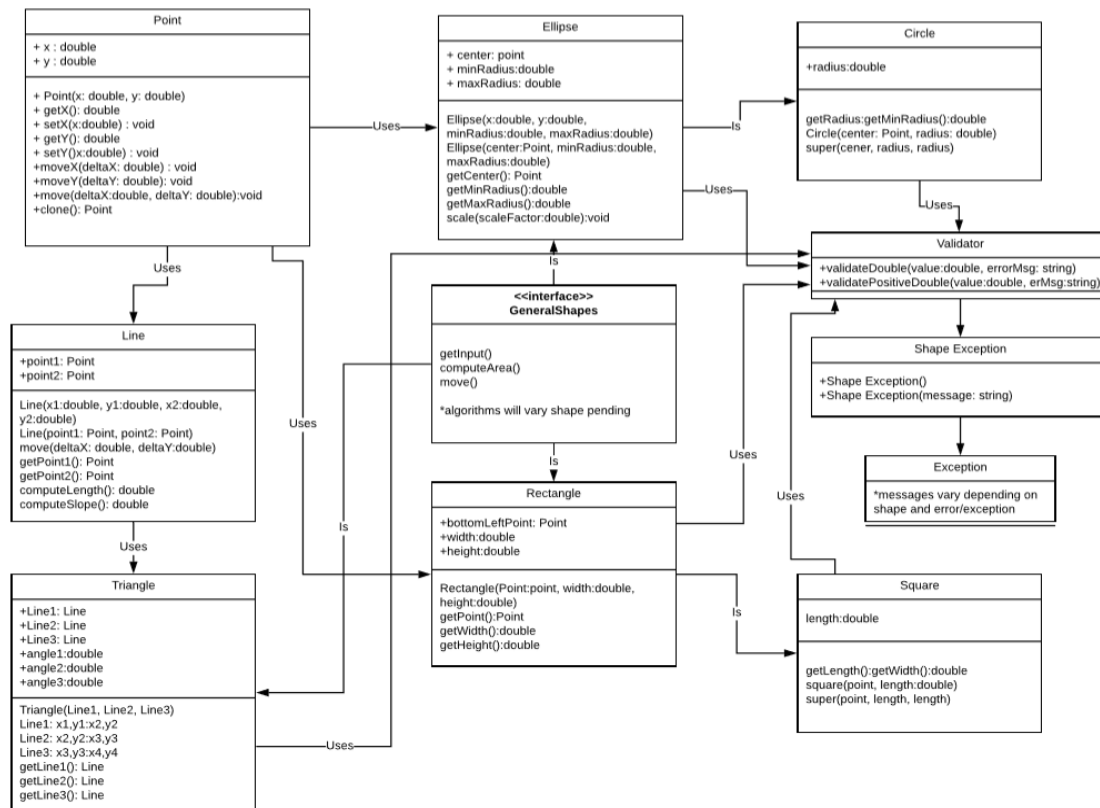 Point
+ x : double
+ y : double
+ Point(x: double, y: double)
+ getX(): double
+ setX(x:double) : void
+ getY(): double
+ setY()x:double) : void
+moveX(deltaX: double) : void
+moveY(deltaY: double): void
+move(deltaX:double, deltaY: double):void
+clone(): Point
Uses
Ellipse
+ center: point
+ minRadius:double
+ maxRadius: double
Ellipse(x:double, y:double,
minRadius:double, maxRadius:double)
Ellipse(center:Point, minRadius:double,
maxRadius:double)
getCenter(): Point
getMinRadius():double
getMaxRadius():double
scale(scaleFactor:double):void
Is
Uses
Circle
+radius:double
getRadius:getMinRadius():double
Circle(center: Point, radius: double)
super(cener, radius, radius)
Uses
Validator
+validateDouble(value:double, errorMsg: string)
+validatePositiveDouble(value:double, erMsg:string)
Uses
Is
Line
+point1: Point
+point2: Point
Line(x1:double, y1:double, x2:double,
y2:double)
Line(point1: Point, point2: Point)
move(deltaX: double, deltaY:double)
getPoint1(): Point
getPoint2(): Point
computeLength(): double
computeSlope(): double
Uses
<<interface>>
GeneralShapes
getInput()
computeArea()
move()
*algorithms will vary shape pending
Is
Uses
Shape Exception
+Shape Exception()
+Shape Exception(message: string)
Exception
*messages vary depending on
shape and error/exception
Uses
Is
Rectangle
+bottomLeftPoint: Point
+width:double
+height:double
Rectangle(Point:point, width:double,
height:double)
getPoint():Point
getWidth():double
getHeight():double
Is
Uses
Triangle
+Line1: Line
+Line2: Line
+Line3: Line
+angle1:double
+angle2:double
+angle3:double
Triangle(Line1, Line2, Line3)
Line1: x1,y1:x2,y2
Line2: x2,y2:x3,y3
Line3: x3,y3:x4,y4
getLine1(): Line
getLine2(): Line
getLine3(): Line
Uses
Square
length:double
getLength():getWidth():double
square(point, length:double)
super(point, length, length)